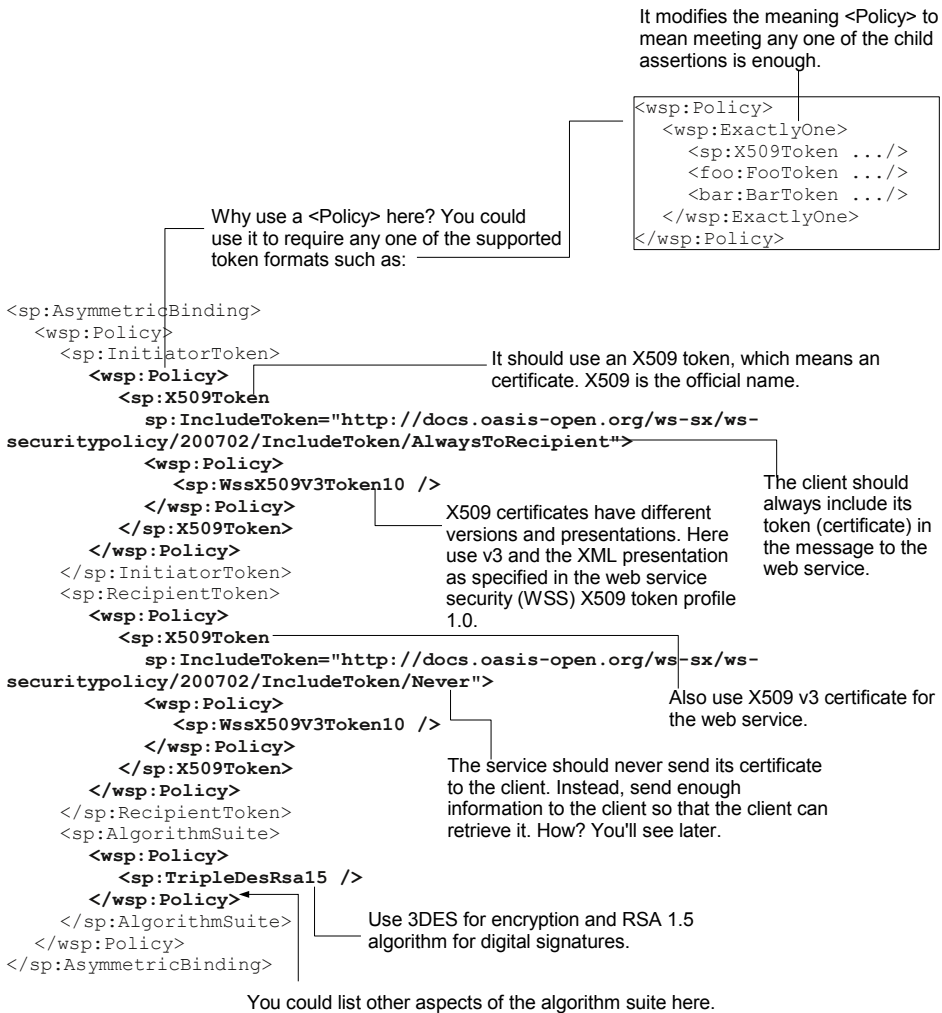 It modifies the meaning <Policy> to
mean meeting any one of the child
assertions is enough.
<wsp:Policy>
<wsp:ExactlyOne>
<sp:X509Token .../>
<foo:FooToken .../>
<bar:BarToken .../>
</wsp:ExactlyOne>
</wsp:Policy>
Why use a <Policy> here? You could
use it to require any one of the supported
token formats such as:
<sp:AsymmetricBinding>
<wsp:Policy>
<sp:InitiatorToken>
<wsp:Policy>
<sp:X509Token
sp:IncludeToken="http://docs.oasis-open.org/ws-sx/ws-
securitypolicy/200702/IncludeToken/AlwaysToRecipient">
<wsp:Policy>
<sp:WssX509V3Token10 />
</wsp:Policy>
</sp:X509Token>
</wsp:Policy>
</sp:InitiatorToken>
<sp:RecipientToken>
<wsp:Policy>
<sp:X509Token
sp:IncludeToken="http://docs.oasis-open.org/ws-sx/ws-
securitypolicy/200702/IncludeToken/Never">
<wsp:Policy>
<sp:WssX509V3Token10 />
</wsp:Policy>
</sp:X509Token>
</wsp:Policy>
</sp:RecipientToken>
<sp:AlgorithmSuite>
<wsp:Policy>
<sp:TripleDesRsa15 />
</wsp:Policy>
</sp:AlgorithmSuite>
</wsp:Policy>
</sp:AsymmetricBinding>
It should use an X509 token, which means an
certificate. X509 is the official name.
The client should
always include its
token (certificate) in
the message to the
web service.
X509 certificates have different
versions and presentations. Here
use v3 and the XML presentation
as specified in the web service
security (WSS) X509 token profile
1.0.
Also use X509 v3 certificate for
the web service.
The service should never send its certificate
to the client. Instead, send enough
information to the client so that the client can
retrieve it. How? You'll see later.
Use 3DES for encryption and RSA 1.5
algorithm for digital signatures.
You could list other aspects of the algorithm suite here.